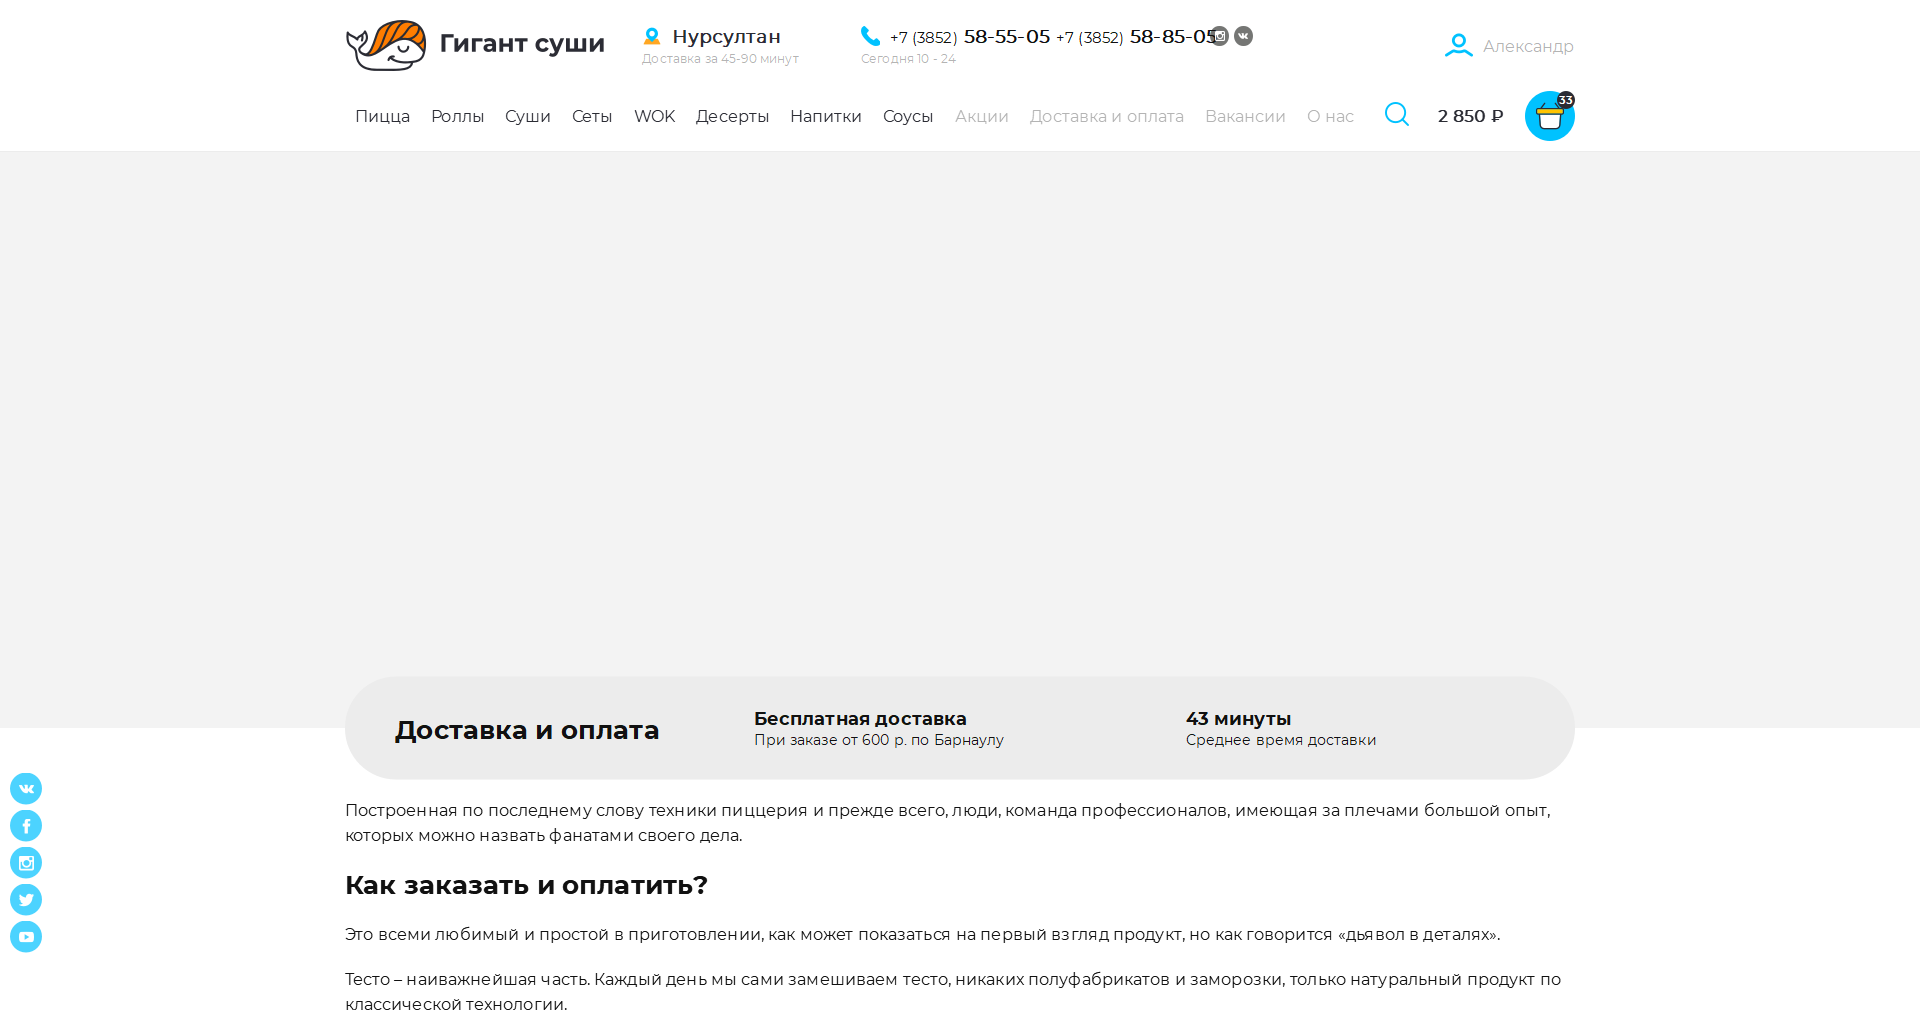 Гигант суши
Нурсултан
Доставка за 45-90 минут
+7 (3852) 58-55-05 +7 (3852) 58-85-05
Сегодня 10 - 24
Александр
Пицца Роллы Суши Сеты WOK Десерты Напитки Соусы Акции Доставка и оплата Вакансии О нас 2 850 ₽ 33
Доставка и оплата
Бесплатная доставка
При заказе от 600 р. по Барнаулу
43 минуты
Среднее время доставки
Построенная по последнему слову техники пиццерия и прежде всего, люди, команда профессионалов, имеющая за плечами большой опыт,
которых можно назвать фанатами своего дела.
Как заказать и оплатить?
Это всеми любимый и простой в приготовлении, как может показаться на первый взгляд продукт, но как говорится «дьявол в деталях».
Тесто – наиважнейшая часть. Каждый день мы сами замешиваем тесто, никаких полуфабрикатов и заморозки, только натуральный продукт по
классической технологии.